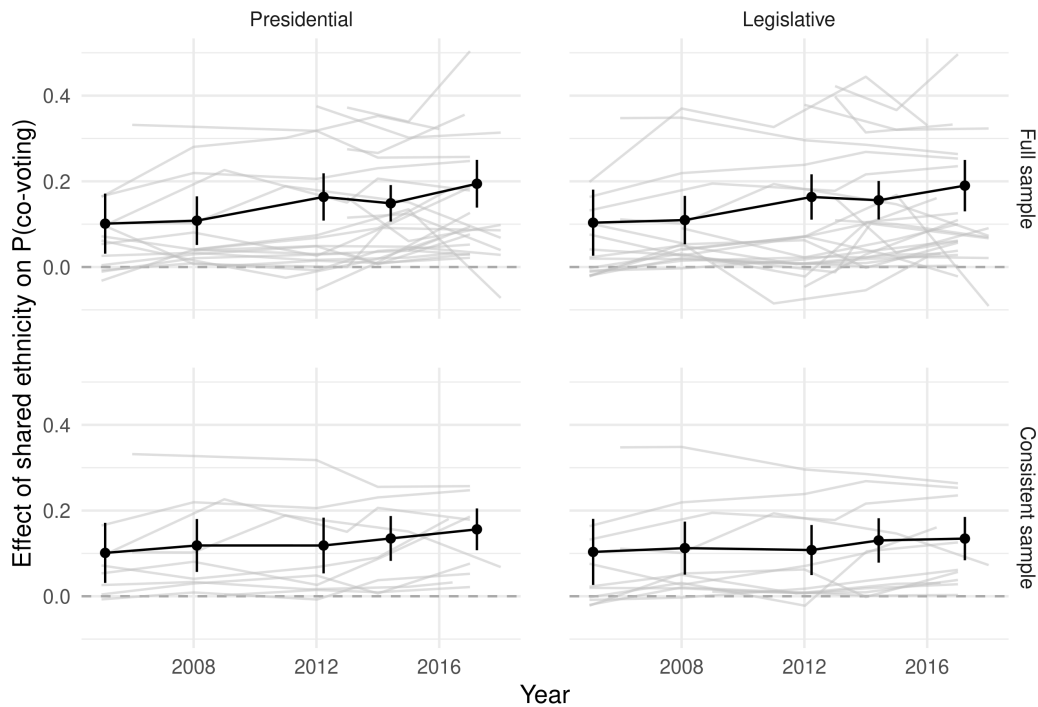 Presidential
Legislative
Effect of shared ethnicity on P(co-voting)
0.4
0.2
0.0
Full sample
0.4
0.2
0.0
Consistent sample
2008
2012
2016
2008
2012
2016
Year